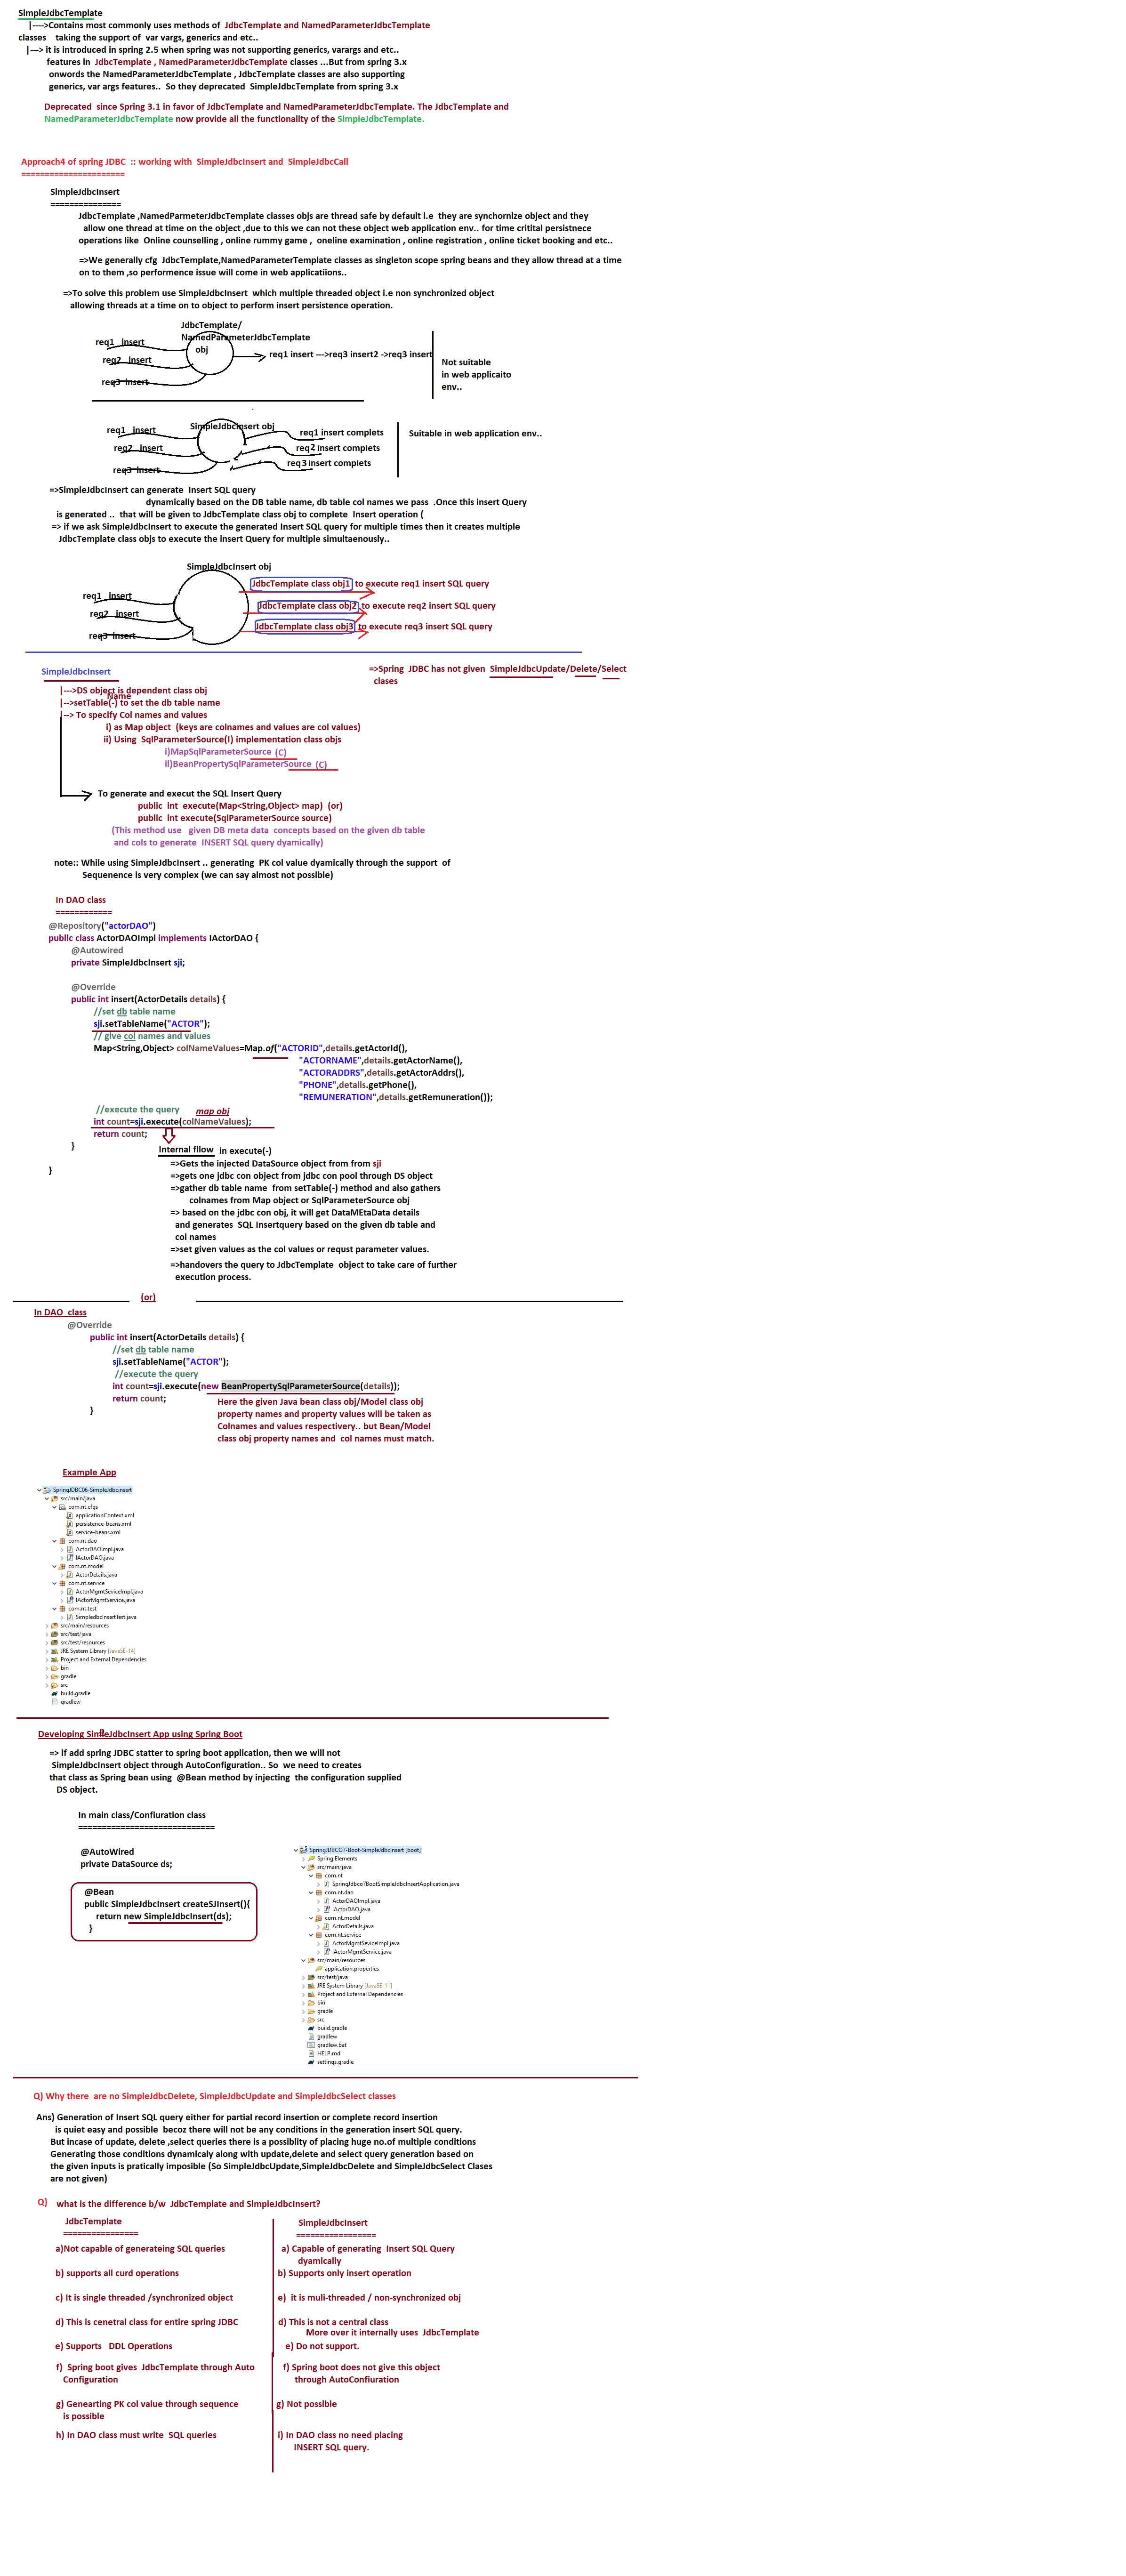 SimpleJdbcTemplate
|---->Contains most commonly uses methods of  JdbcTemplate and NamedParameterJdbcTemplate
classes    taking the support of  var vargs, generics and etc..
|---> it is introduced in spring 2.5 when spring was not supporting generics, varargs and etc..
features in  JdbcTemplate , NamedParameterJdbcTemplate classes ...But from spring 3.x
onwords the NamedParameterJdbcTemplate , JdbcTemplate classes are also supporting
generics, var args features..  So they deprecated  SimpleJdbcTemplate from spring 3.x
Deprecated  since Spring 3.1 in favor of JdbcTemplate and NamedParameterJdbcTemplate. The JdbcTemplate and
NamedParameterJdbcTemplate now provide all the functionality of the SimpleJdbcTemplate.
Approach4 of spring JDBC  :: working with  SimpleJdbcInsert and  SimpleJdbcCall
======================
SimpleJdbcInsert
===============
JdbcTemplate ,NamedParmeterJdbcTemplate classes objs are thread safe by default i.e  they are synchornize object and they
allow one thread at time on the object ,due to this we can not these object web application env.. for time critital persistnece
operations like  Online counselling , online rummy game ,  oneline examination , online registration , online ticket booking and etc..
=>We generally cfg  JdbcTemplate,NamedParameterTemplate classes as singleton scope spring beans and they allow thread at a time
on to them ,so performence issue will come in web applicatiions..
=>To solve this problem use SimpleJdbcInsert  which multiple threaded object i.e non synchronized object
allowing threads at a time on to object to perform insert persistence operation.
JdbcTemplate/
NamedParameterJdbcTemplate
obj
req1   insert
req2   insert
req3  insert
req1 insert --->req3 insert2 ->req3 insert
Not suitable
in web applicaito
env..
SimpleJdbcInsert obj
req1   insert
req2   insert
req3   insert
req1 insert complets
req2 insert complets
req3 insert complets
Suitable in web application env..
=>SimpleJdbcInsert can generate  Insert SQL query
dynamically based on the DB table name, db table col names we pass  .Once this insert Query
is generated ..  that will be given to JdbcTemplate class obj to complete  Insert operation (
=> if we ask SimpleJdbcInsert to execute the generated Insert SQL query for multiple times then it creates multiple
JdbcTemplate class objs to execute the insert Query for multiple simultaenously..
SimpleJdbcInsert obj
req1   insert
req2   insert
req3  insert
JdbcTemplate class obj1  to execute req1 insert SQL query
JdbcTemplate class obj2  to execute req2 insert SQL query
JdbcTemplate class obj3  to execute req3 insert SQL query
SimpleJdbcInsert
=>Spring  JDBC has not given  SimpleJdbcUpdate/Delete/Select
clases
|--->DS object is dependent class obj
Name
|-->setTable(-) to set the db table name
|--> To specify Col names and values
i) as Map object  (keys are colnames and values are col values)
ii) Using  SqlParameterSource(I) implementation class objs
i)MapSqlParameterSource  (C)
ii)BeanPropertySqlParameterSource  (C)
To generate and execut the SQL Insert Query
public  int  execute(Map<String,Object> map)  (or)
public  int execute(SqlParameterSource source)
(This method use   given DB meta data  concepts based on the given db table
and cols to generate  INSERT SQL query dyamically)
note:: While using SimpleJdbcInsert .. generating  PK col value dyamically through the support  of
Sequenence is very complex (we can say almost not possible)
In DAO class
============
@Repository("actorDAO")
public class ActorDAOImpl implements IActorDAO {
@Autowired
private SimpleJdbcInsert sji;
@Override
public int insert(ActorDetails details) {
//set db table name
sji.setTableName("ACTOR");
// give col names and values
Map<String,Object> colNameValues=Map.of("ACTORID",details.getActorId(),
"ACTORNAME",details.getActorName(),
"ACTORADDRS",details.getActorAddrs(),
"PHONE",details.getPhone(),
"REMUNERATION",details.getRemuneration());
//execute the query       map obj
int count=sji.execute(colNameValues);
return count;
}
}
Internal fllow   in execute(-)
=>Gets the injected DataSource object from from sji
=>gets one jdbc con object from jdbc con pool through DS object
=>gather db table name  from setTable(-) method and also gathers
colnames from Map object or SqlParameterSource obj
=> based on the jdbc con obj, it will get DataMEtaData details
and generates  SQL Insertquery based on the given db table and
col names
=>set given values as the col values or requst parameter values.
=>handovers the query to JdbcTemplate  object to take care of further
execution process.
(or)
In DAO  class
@Override
public int insert(ActorDetails details) {
//set db table name
sji.setTableName("ACTOR");
//execute the query
int count=sji.execute(new BeanPropertySqlParameterSource(details));
return count;
}
Here the given Java bean class obj/Model class obj
property names and property values will be taken as
Colnames and values respectivery.. but Bean/Model
class obj property names and  col names must match.
Example App
SpringJDBC06-SimpleJdbcinsert
src/main/java
com.nt.cfgs
applicationContext.xml
persistence-beans.xml
service-beans.xml
com.nt.dao
ActorDAOImpl.java
IActorDAO.java
com.nt.model
ActorDetails.java
com.nt.service
ActorMgmtSeviceImpl.java
IActorMgmtService.java
com.nt.test
SimpledbcInsertTest.java
src/main/resources
src/test/java
src/test/resources
JRE System Library [JavaSE-14]
Project and External Dependencies
bin
gradle
src
build.gradle
gradlew
Developing SimleJdbcInsert App using Spring Boot
=> if add spring JDBC statter to spring boot application, then we will not
SimpleJdbcInsert object through AutoConfiguration.. So  we need to creates
that class as Spring bean using  @Bean method by injecting  the configuration supplied
DS object.
In main class/Confiuration class
=============================
@AutoWired
private DataSource ds;
@Bean
public SimpleJdbcInsert createSJInsert(){
return new SimpleJdbcInsert(ds);
}
SpringJDBCO7-Boot-SimpleJdbcInsert [boot]
Spring Elements
src/main/java
com.nt
SpringJdbco7BootSimpleJdbcInsertApplication.java
com.nt.dao
ActorDAOImpl.java
IActorDAO.java
com.nt.model
ActorDetails.java
com.nt.service
ActorMgmtSeviceImpl.java
IActorMgmtService.java
src/main/resources
application.properties
src/test/java
JRE System Library [JavaSE-11]
Project and External Dependencies
bin
gradle
src
build.gradle
gradlew
gradlew.bat
HELP.md
settings.gradle
Q) Why there  are no SimpleJdbcDelete, SimpleJdbcUpdate and SimpleJdbcSelect classes
Ans) Generation of Insert SQL query either for partial record insertion or complete record insertion
is quiet easy and possible  becoz there will not be any conditions in the generation insert SQL query.
But incase of update, delete ,select queries there is a possiblity of placing huge no.of multiple conditions
Generating those conditions dynamicaly along with update,delete and select query generation based on
the given inputs is pratically imposible (So SimpleJdbcUpdate,SimpleJdbcDelete and SimpleJdbcSelect Clases
are not given)
Q)   what is the difference b/w  JdbcTemplate and SimpleJdbcInsert?
JdbcTemplate
================
SimpleJdbcInsert
=================
a)Not capable of generateing SQL queries
a) Capable of generating  Insert SQL Query
dyamically
b) supports all curd operations
b) Supports only insert operation
c) It is single threaded /synchronized object
e)  it is muli-threaded / non-synchronized obj
d) This is cenetral class for entire spring JDBC
d) This is not a central class
More over it internally uses  JdbcTemplate
e) Supports   DDL Operations
e) Do not support.
f)  Spring boot gives  JdbcTemplate through Auto
Configuration
f) Spring boot does not give this object
through AutoConfiuration
g) Genearting PK col value through sequence
is possible
g) Not possible
h) In DAO class must write  SQL queries
i) In DAO class no need placing
INSERT SQL query.